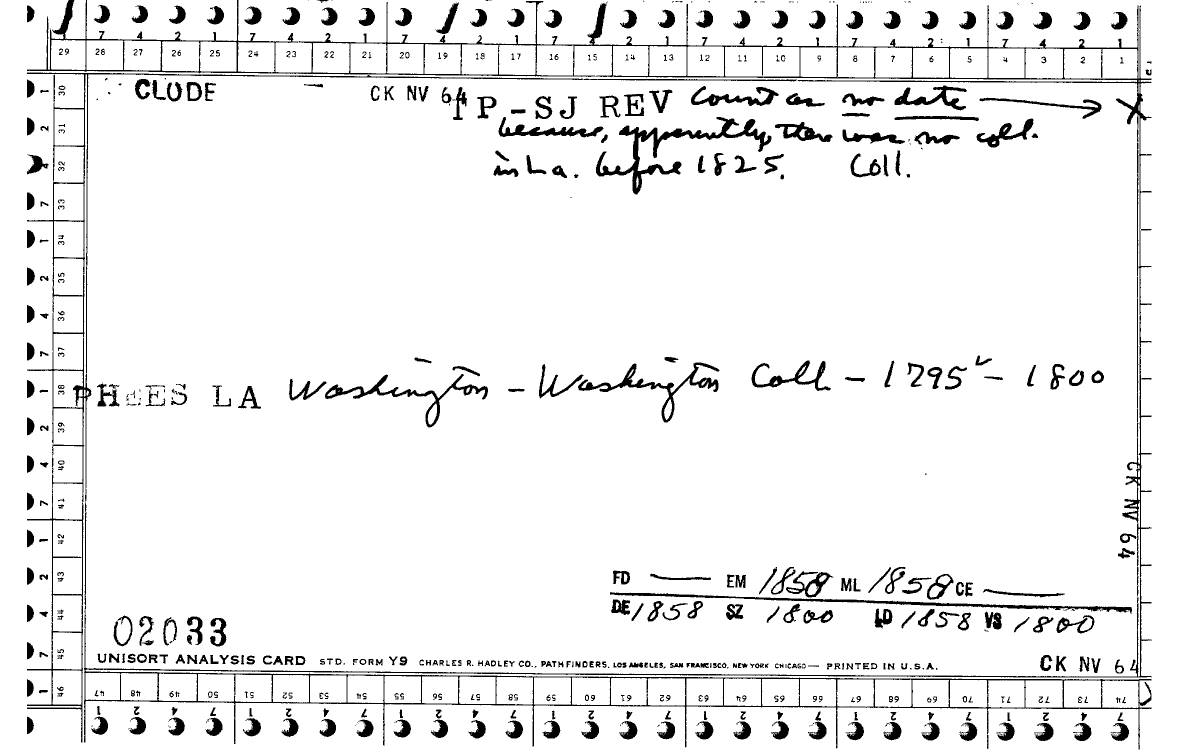 7 4 2 1 7 4 2 1 7 2 1 7 4 2 1 7 4 2 1 7 4 2 1 7 4 2 1
29 28 27 26 25 24 23 22 21 20 19 18 17 16 15 14 13 12 11 10 9 8 7 6 5 4 3 2 1
CLUDE — CK NV 64 TP-SJ REV Count as no date → X
because, apparently, there was no coll.
in La. before 1825. Coll.
1 30
2 31
4 32
7 33
1 34
2 35
4 36
7 37
1 38
2 39
4 40
7 41
1 42
2 43
4 44
7 45
1 46
PHEES LA Washington – Washington Coll – 1795 – 1800
CK NV 64
FD — EM 1858 ML 1858 CE —
DE 1858 SZ 1800 LD 1858 VS 1800
02033
UNISORT ANALYSIS CARD STD. FORM Y9 CHARLES R. HADLEY CO., PATHFINDERS, LOS ANGELES, SAN FRANCISCO, NEW YORK CHICAGO — PRINTED IN U.S.A.
CK NV 64
47 48 49 50 51 52 53 54 55 56 57 58 59 60 61 62 63 64 65 66 67 68 69 70 71 72 73 74
1 2 4 7 1 2 4 7 1 2 4 7 1 2 4 7 1 2 4 7 1 2 4 7 1 2 4 7